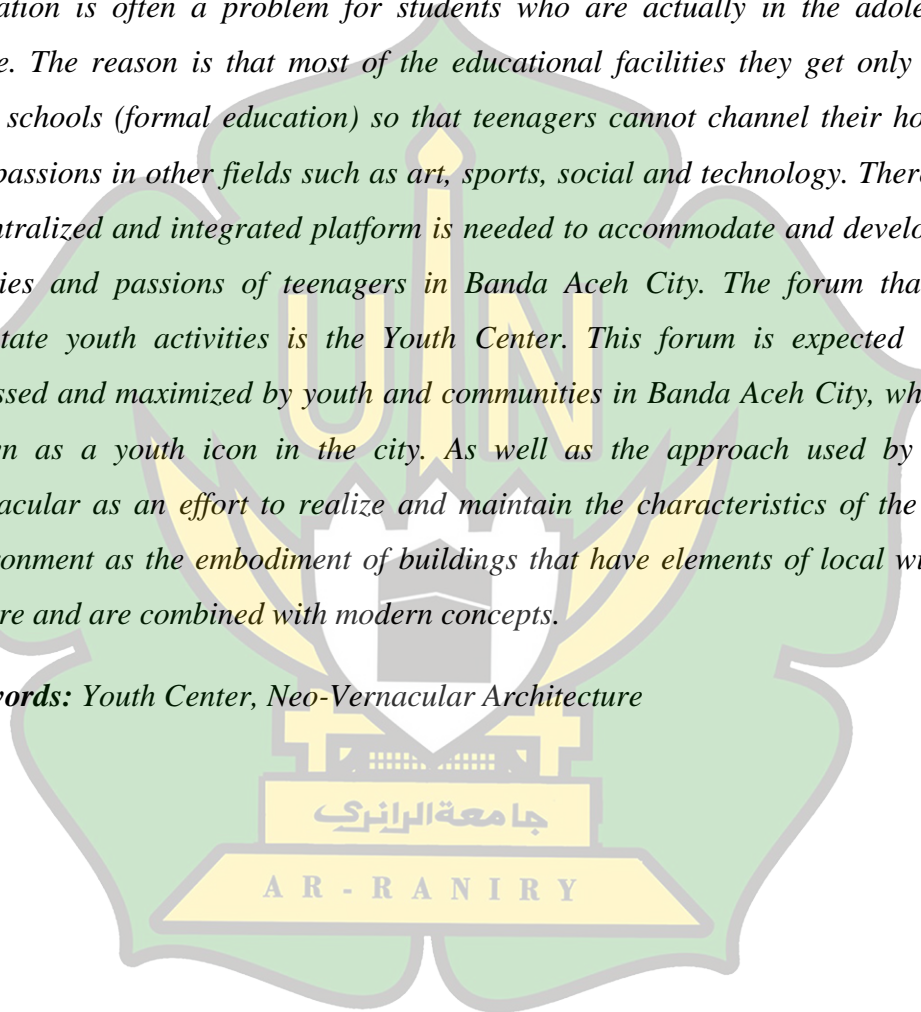 ation is often a problem for students who are actually in the adole
e. The reason is that most of the educational facilities they get only
schools (formal education) so that teenagers cannot channel their ho
passions in other fields such as art, sports, social and technology. There
ntralized and integrated platform is needed to accommodate and develo
ies and passions of teenagers in Banda Aceh City. The forum tha
tate youth activities is the Youth Center. This forum is expected
ssed and maximized by youth and communities in Banda Aceh City, wh
n as a youth icon in the city. As well as the approach used by
acular as an effort to realize and maintain the characteristics of the
ronment as the embodiment of buildings that have elements of local wi
re and are combined with modern concepts.
words: Youth Center, Neo-Vernacular Architecture
UIN
جامعةالرانري
AR-RANIRY